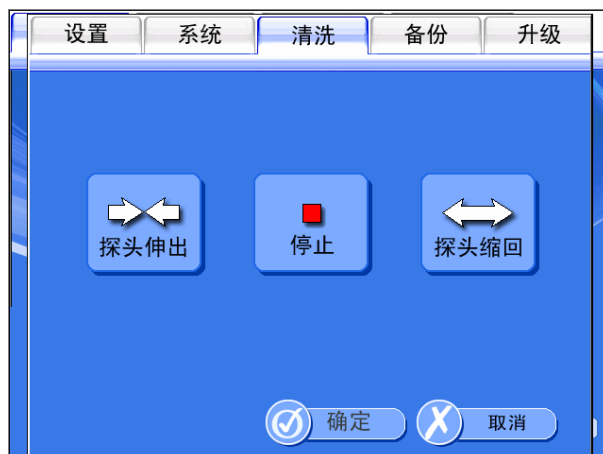 设置 系统 清洗 备份 升级
探头伸出 停止 探头缩回
确定 取消